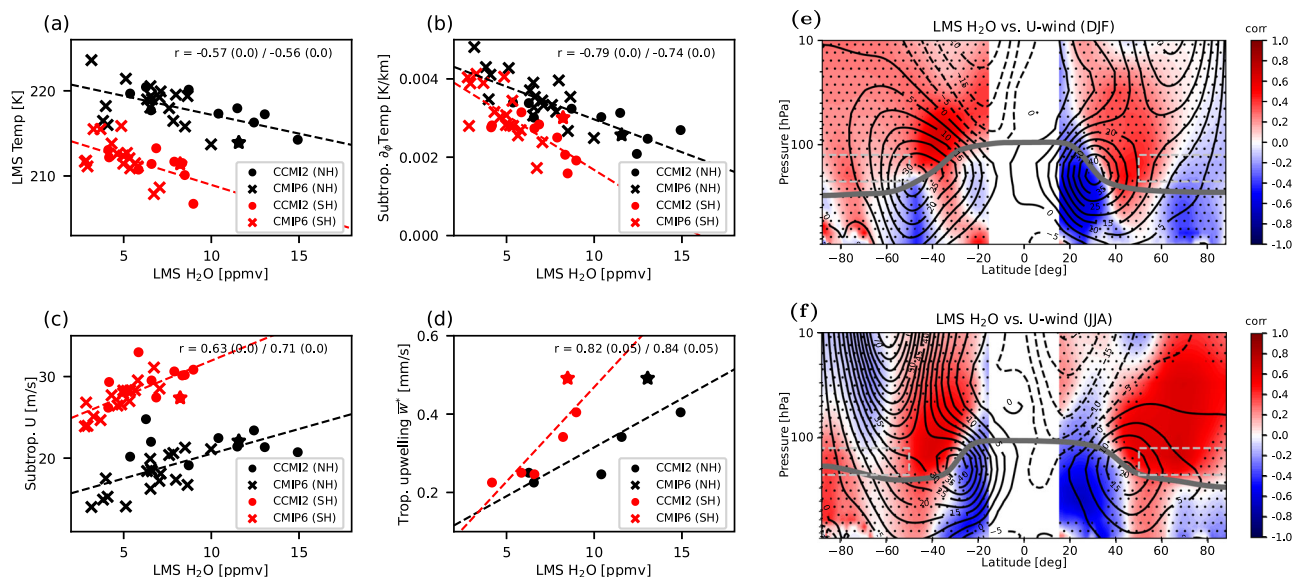 (a)
r = -0.57 (0.0) / -0.56 (0.0)
LMS Temp [K]
220
210
CCMI2 (NH)
CMIP6 (NH)
CCMI2 (SH)
CMIP6 (SH)
5
10
15
LMS H₂O [ppmv]
(b)
r = -0.79 (0.0) / -0.74 (0.0)
Subtrop. ∂ϕ Temp [K/km]
0.004
0.002
0.000
CCMI2 (NH)
CMIP6 (NH)
CCMI2 (SH)
CMIP6 (SH)
5
10
15
LMS H₂O [ppmv]
(e)
LMS H₂O vs. U-wind (DJF)
corr
Pressure [hPa]
10
100
−80
−60
−40
−20
0
20
40
60
80
Latitude [deg]
1.0
0.8
0.6
0.4
0.2
0.0
-0.2
-0.4
-0.6
-0.8
-1.0
(c)
r = 0.63 (0.0) / 0.71 (0.0)
Subtrop. U [m/s]
30
20
CCMI2 (NH)
CMIP6 (NH)
CCMI2 (SH)
CMIP6 (SH)
5
10
15
LMS H₂O [ppmv]
(d)
r = 0.82 (0.05) / 0.84 (0.05)
Trop. upwelling w̅* [mm/s]
0.6
0.4
0.2
CCMI2 (NH)
CMIP6 (NH)
CCMI2 (SH)
CMIP6 (SH)
5
10
15
LMS H₂O [ppmv]
(f)
LMS H₂O vs. U-wind (JJA)
corr
Pressure [hPa]
10
100
−80
−60
−40
−20
0
20
40
60
80
Latitude [deg]
1.0
0.8
0.6
0.4
0.2
0.0
-0.2
-0.4
-0.6
-0.8
-1.0